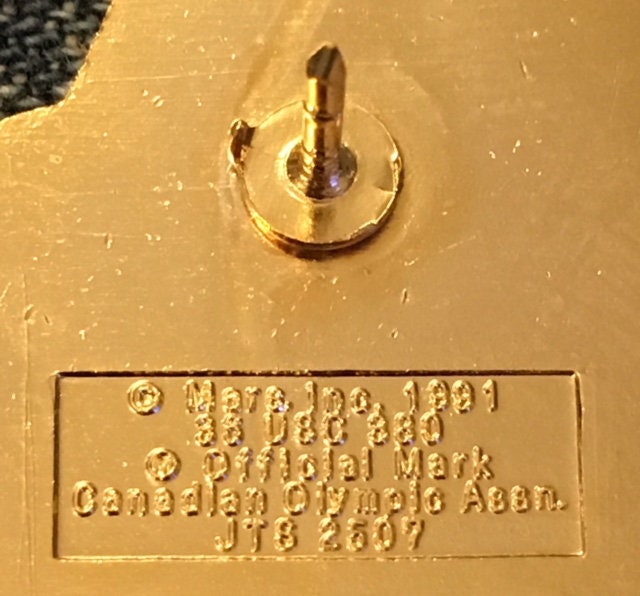 © Mars, Inc. 1991
36 USC 380
Ⓜ Official Mark
Canadian Olympic Assn.
JTS 2507